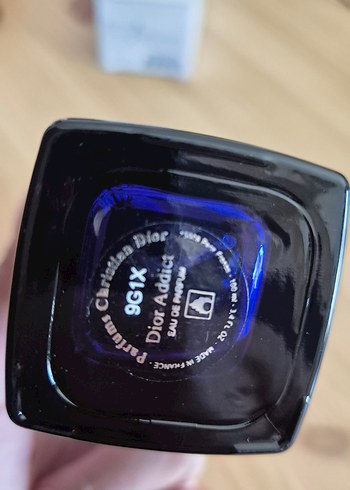 Parfums Christian Dior
100 ml - 3.4 fl. oz.
9G1X
Dior Addict
EAU DE PARFUM
MADE IN FRANCE